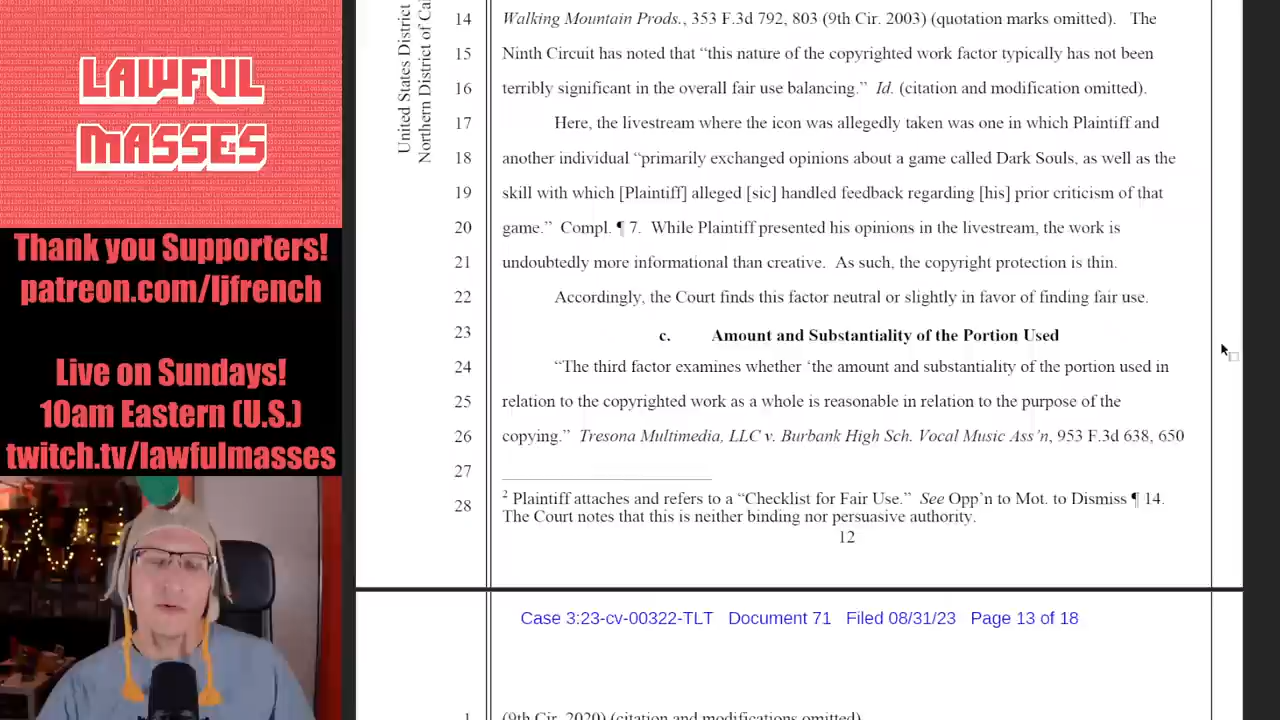 LAWFUL
MASSES
Thank you Supporters!
patreon.com/ljfrench
Live on Sundays!
10am Eastern (U.S.)
twitch.tv/lawfulmasses
United States District
Northern District of Cal
14 Walking Mountain Prods., 353 F.3d 792, 803 (9th Cir. 2003) (quotation marks omitted). The
15 Ninth Circuit has noted that “this nature of the copyrighted work factor typically has not been
16 terribly significant in the overall fair use balancing.” Id. (citation and modification omitted).
17 Here, the livestream where the icon was allegedly taken was one in which Plaintiff and
18 another individual “primarily exchanged opinions about a game called Dark Souls, as well as the
19 skill with which [Plaintiff] alleged [sic] handled feedback regarding [his] prior criticism of that
20 game.” Compl. ¶ 7. While Plaintiff presented his opinions in the livestream, the work is
21 undoubtedly more informational than creative. As such, the copyright protection is thin.
22 Accordingly, the Court finds this factor neutral or slightly in favor of finding fair use.
23 c. Amount and Substantiality of the Portion Used
24 “The third factor examines whether ‘the amount and substantiality of the portion used in
25 relation to the copyrighted work as a whole is reasonable in relation to the purpose of the
26 copying.” Tresona Multimedia, LLC v. Burbank High Sch. Vocal Music Ass’n, 953 F.3d 638, 650
27
28 2 Plaintiff attaches and refers to a “Checklist for Fair Use.” See Opp’n to Mot. to Dismiss ¶ 14.
The Court notes that this is neither binding nor persuasive authority.
12
Case 3:23-cv-00322-TLT Document 71 Filed 08/31/23 Page 13 of 18
1 (9th Cir. 2020) (citation and modifications omitted)